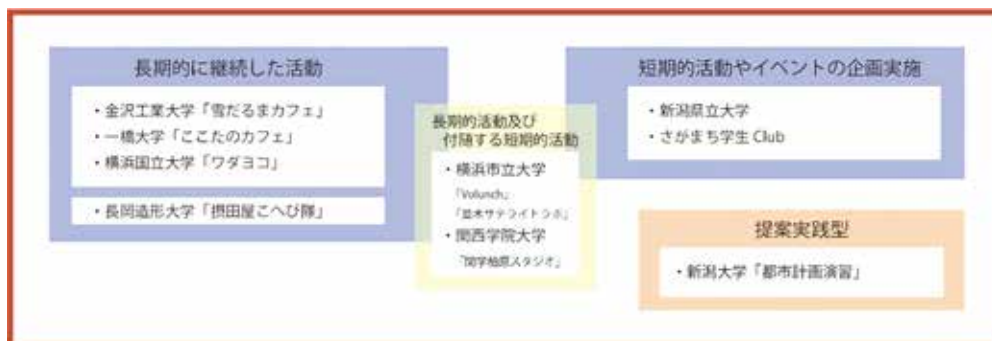 長期的に継続した活動
・金沢工業大学「雪だるまカフェ」
・一橋大学「ここたのカフェ」
・横浜国立大学「ワダヨコ」
・長岡造形大学「摂田屋こへび隊」
長期的活動及び
付随する短期的活動
・横浜市立大学
「Volunch」
「並木サテライトラボ」
・関西学院大学
「関学柏原スタジオ」
短期的活動やイベントの企画実施
・新潟県立大学
・さかまち学生 Club
提案実践型
・新潟大学「都市計画演習」